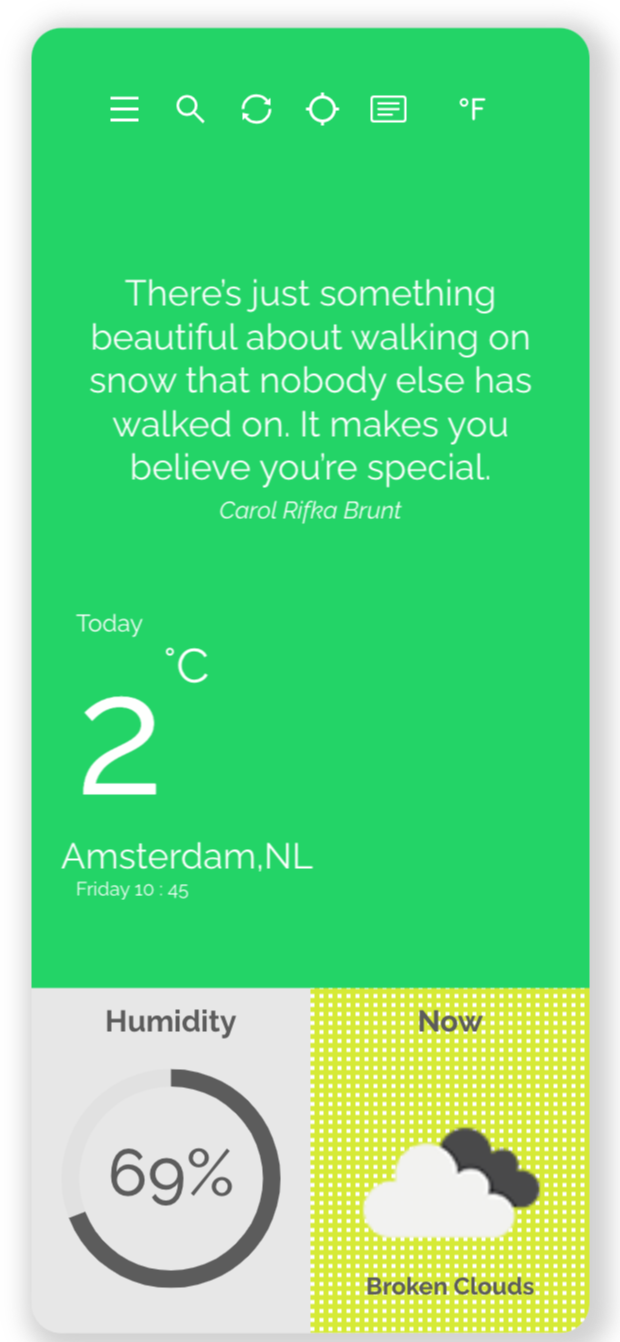 °F
There's just something
beautiful about walking on
snow that nobody else has
walked on. It makes you
believe you're special.
Carol Rifka Brunt
Today
°C
2
Amsterdam,NL
Friday 10 : 45
Humidity
69%
Now
Broken Clouds